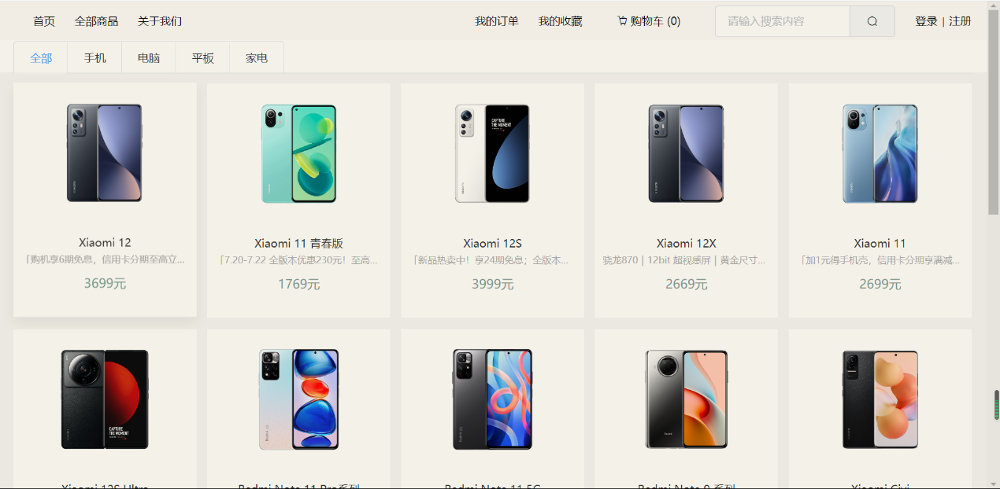 首页 全部商品 关于我们 我的订单 我的收藏 购物车 (0) 请输入搜索内容 登录 | 注册
全部 手机 电脑 平板 家电
CAPTURE
THE MOMENT
Xiaomi 12 Xiaomi 11 青春版 Xiaomi 12S Xiaomi 12X Xiaomi 11
「购机享6期免息，信用卡分期至高立... 「7.20-7.22 全版本优惠230元！至高... 「新品热卖中！享24期免息；全版本... 骁龙870 | 12bit 超视感屏 | 黄金尺寸... 「加1元得手机壳，信用卡分期享满减...
3699元 1769元 3999元 2669元 2699元
CAPTURE
THE MOMENT
Xiaomi 12S Ultra Redmi Note 11 Pro系列 Redmi Note 11 5G Redmi Note 9 系列 Xiaomi Civi